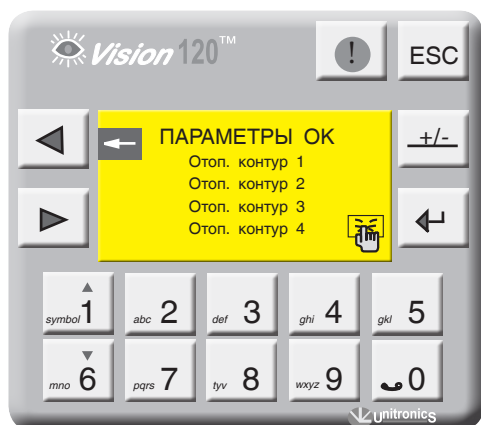 Vision 120™
! ESC
ПАРАМЕТРЫ ОК
Отоп. контур 1
Отоп. контур 2
Отоп. контур 3
Отоп. контур 4
+/-
symbol 1
abc 2
def 3
ghi 4
gkl 5
mno 6
pqrs 7
tyv 8
wxyz 9
0
unitronics